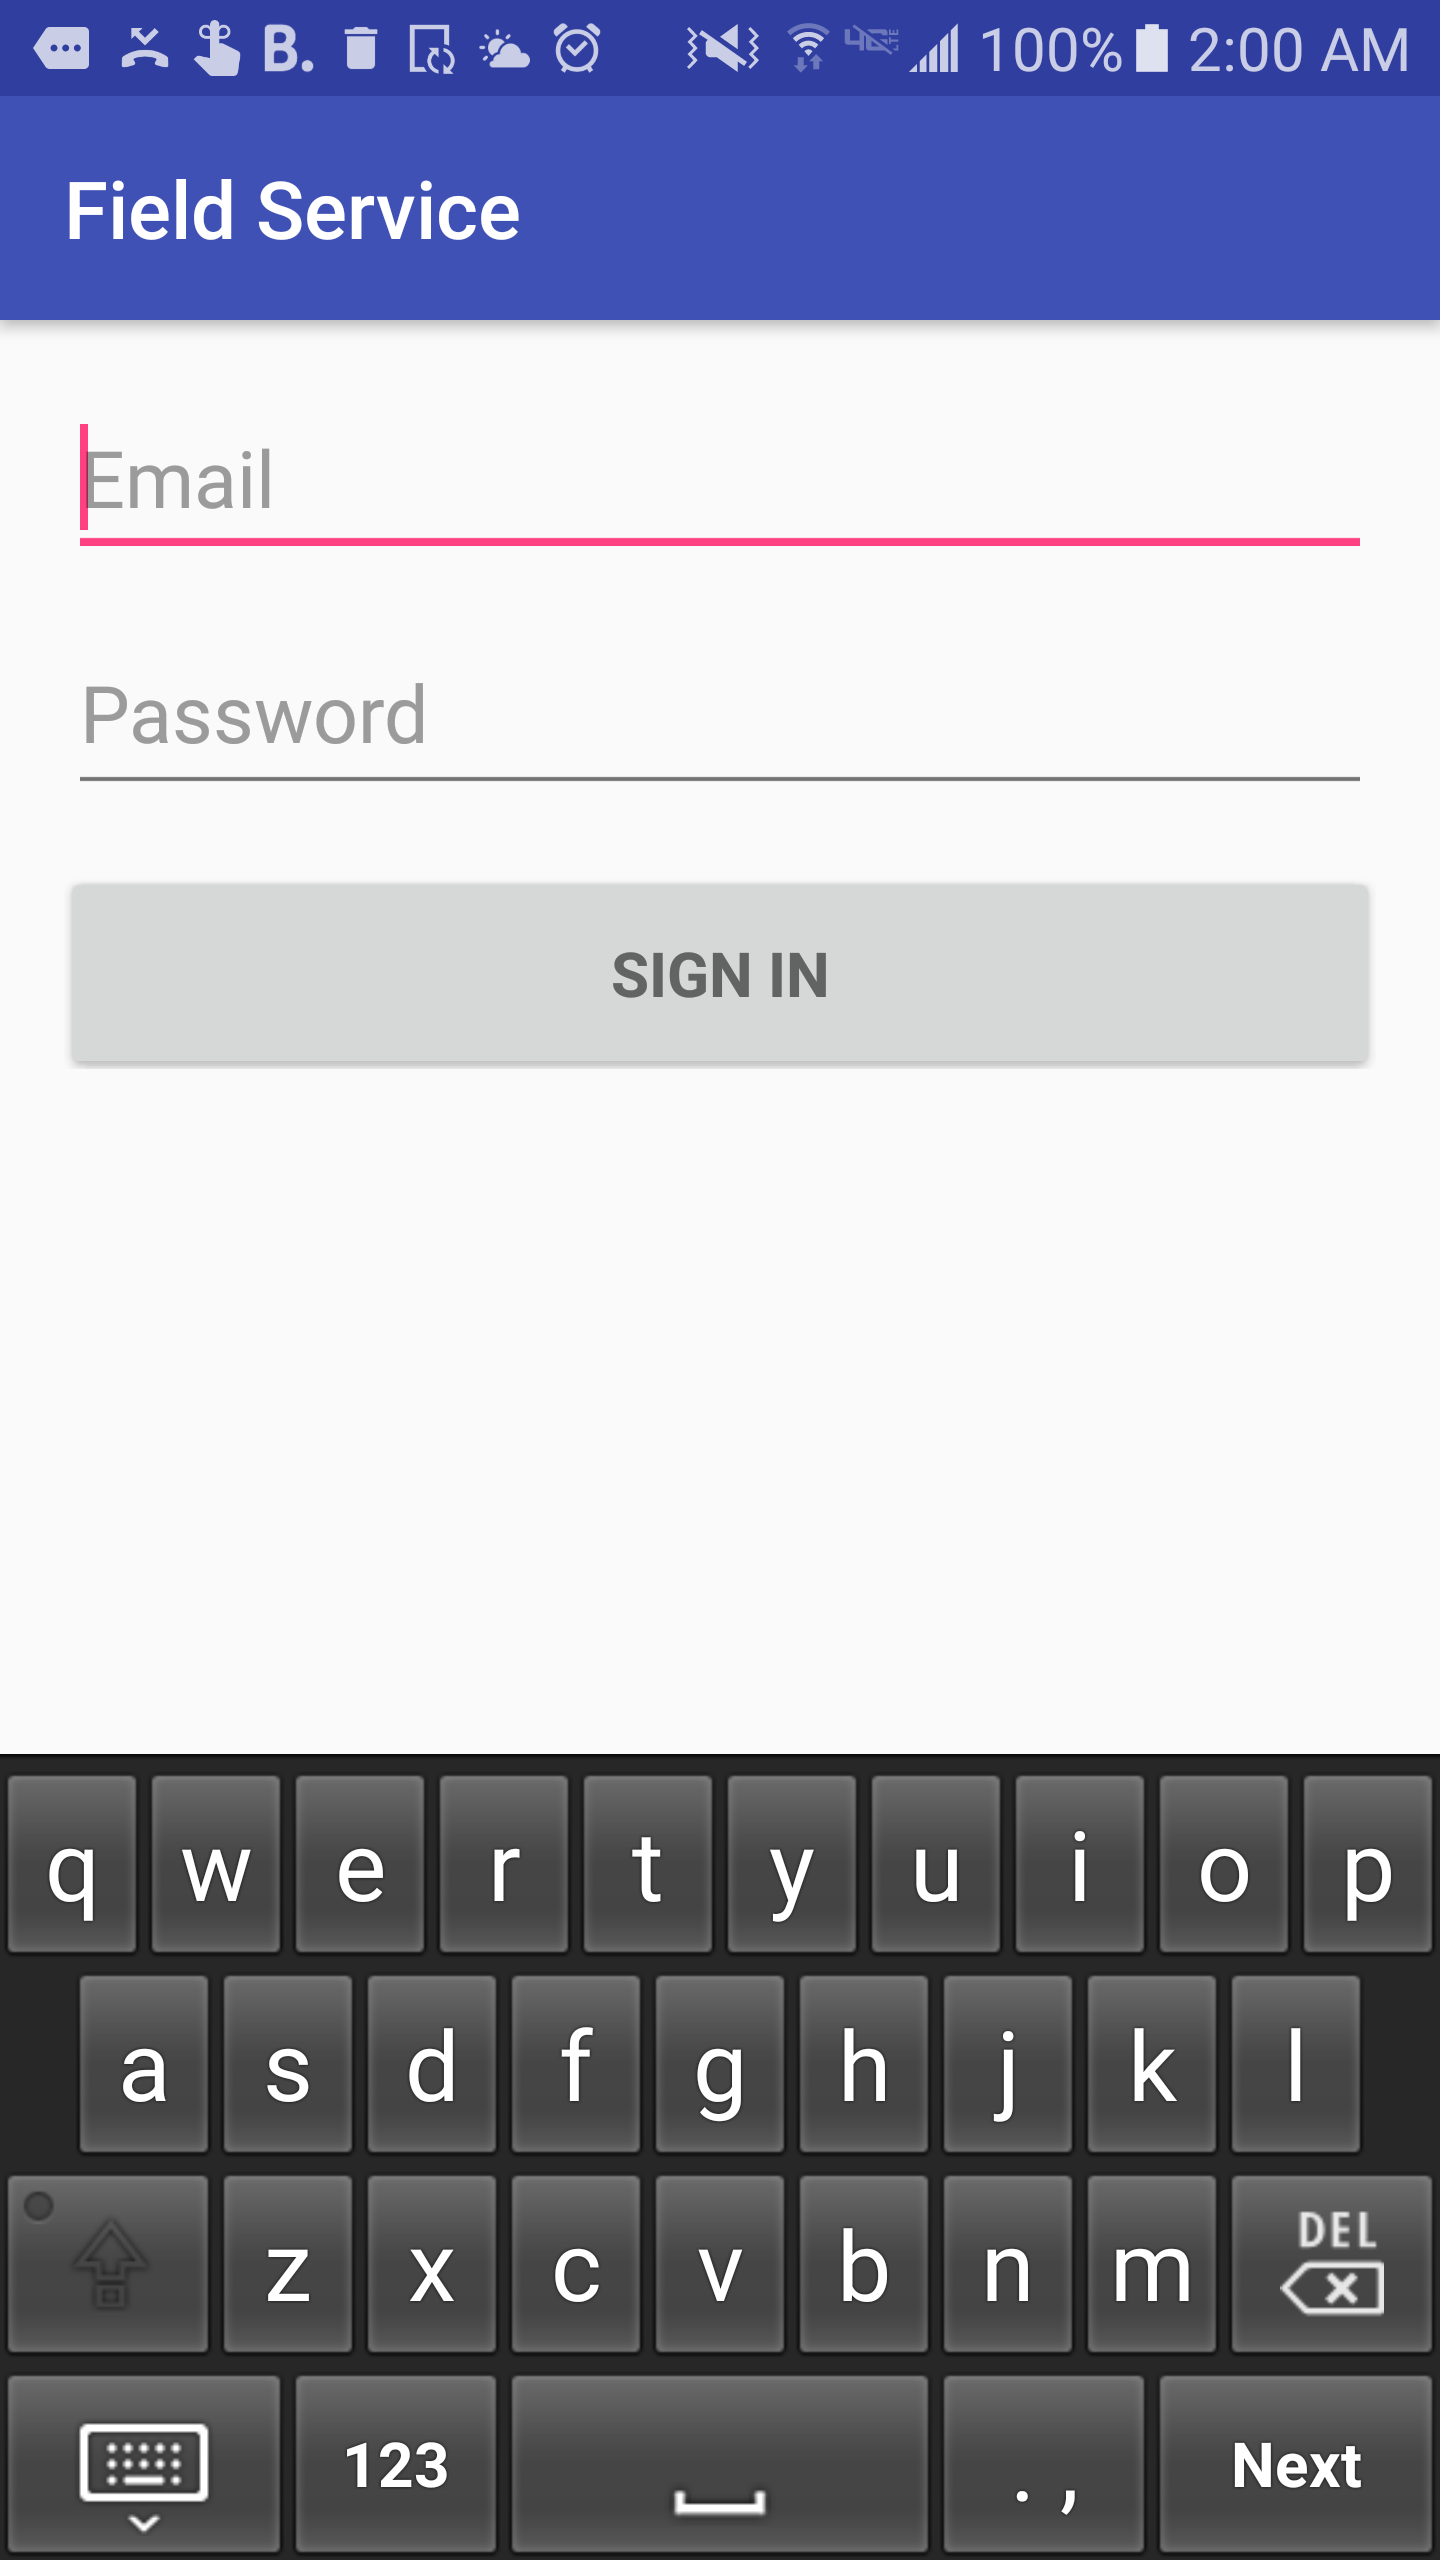 B. 100% 2:00 AM
Field Service
Email
Password
SIGN IN
q w e r t y u i o p
a s d f g h j k l
z x c v b n m DEL
123 . , Next